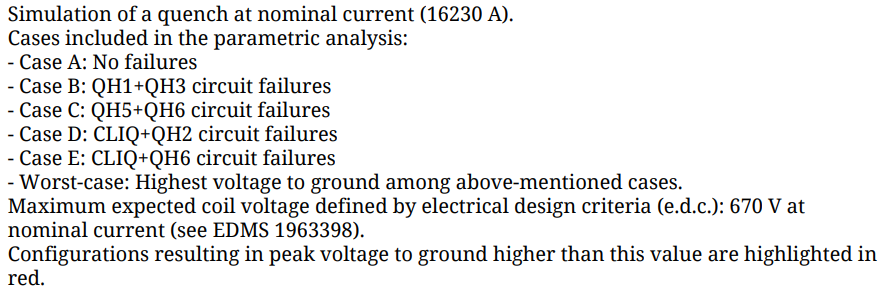 Simulation of a quench at nominal current (16230 A).
Cases included in the parametric analysis:
- Case A: No failures
- Case B: QH1+QH3 circuit failures
- Case C: QH5+QH6 circuit failures
- Case D: CLIQ+QH2 circuit failures
- Case E: CLIQ+QH6 circuit failures
- Worst-case: Highest voltage to ground among above-mentioned cases.
Maximum expected coil voltage defined by electrical design criteria (e.d.c.): 670 V at
nominal current (see EDMS 1963398).
Configurations resulting in peak voltage to ground higher than this value are highlighted in
red.